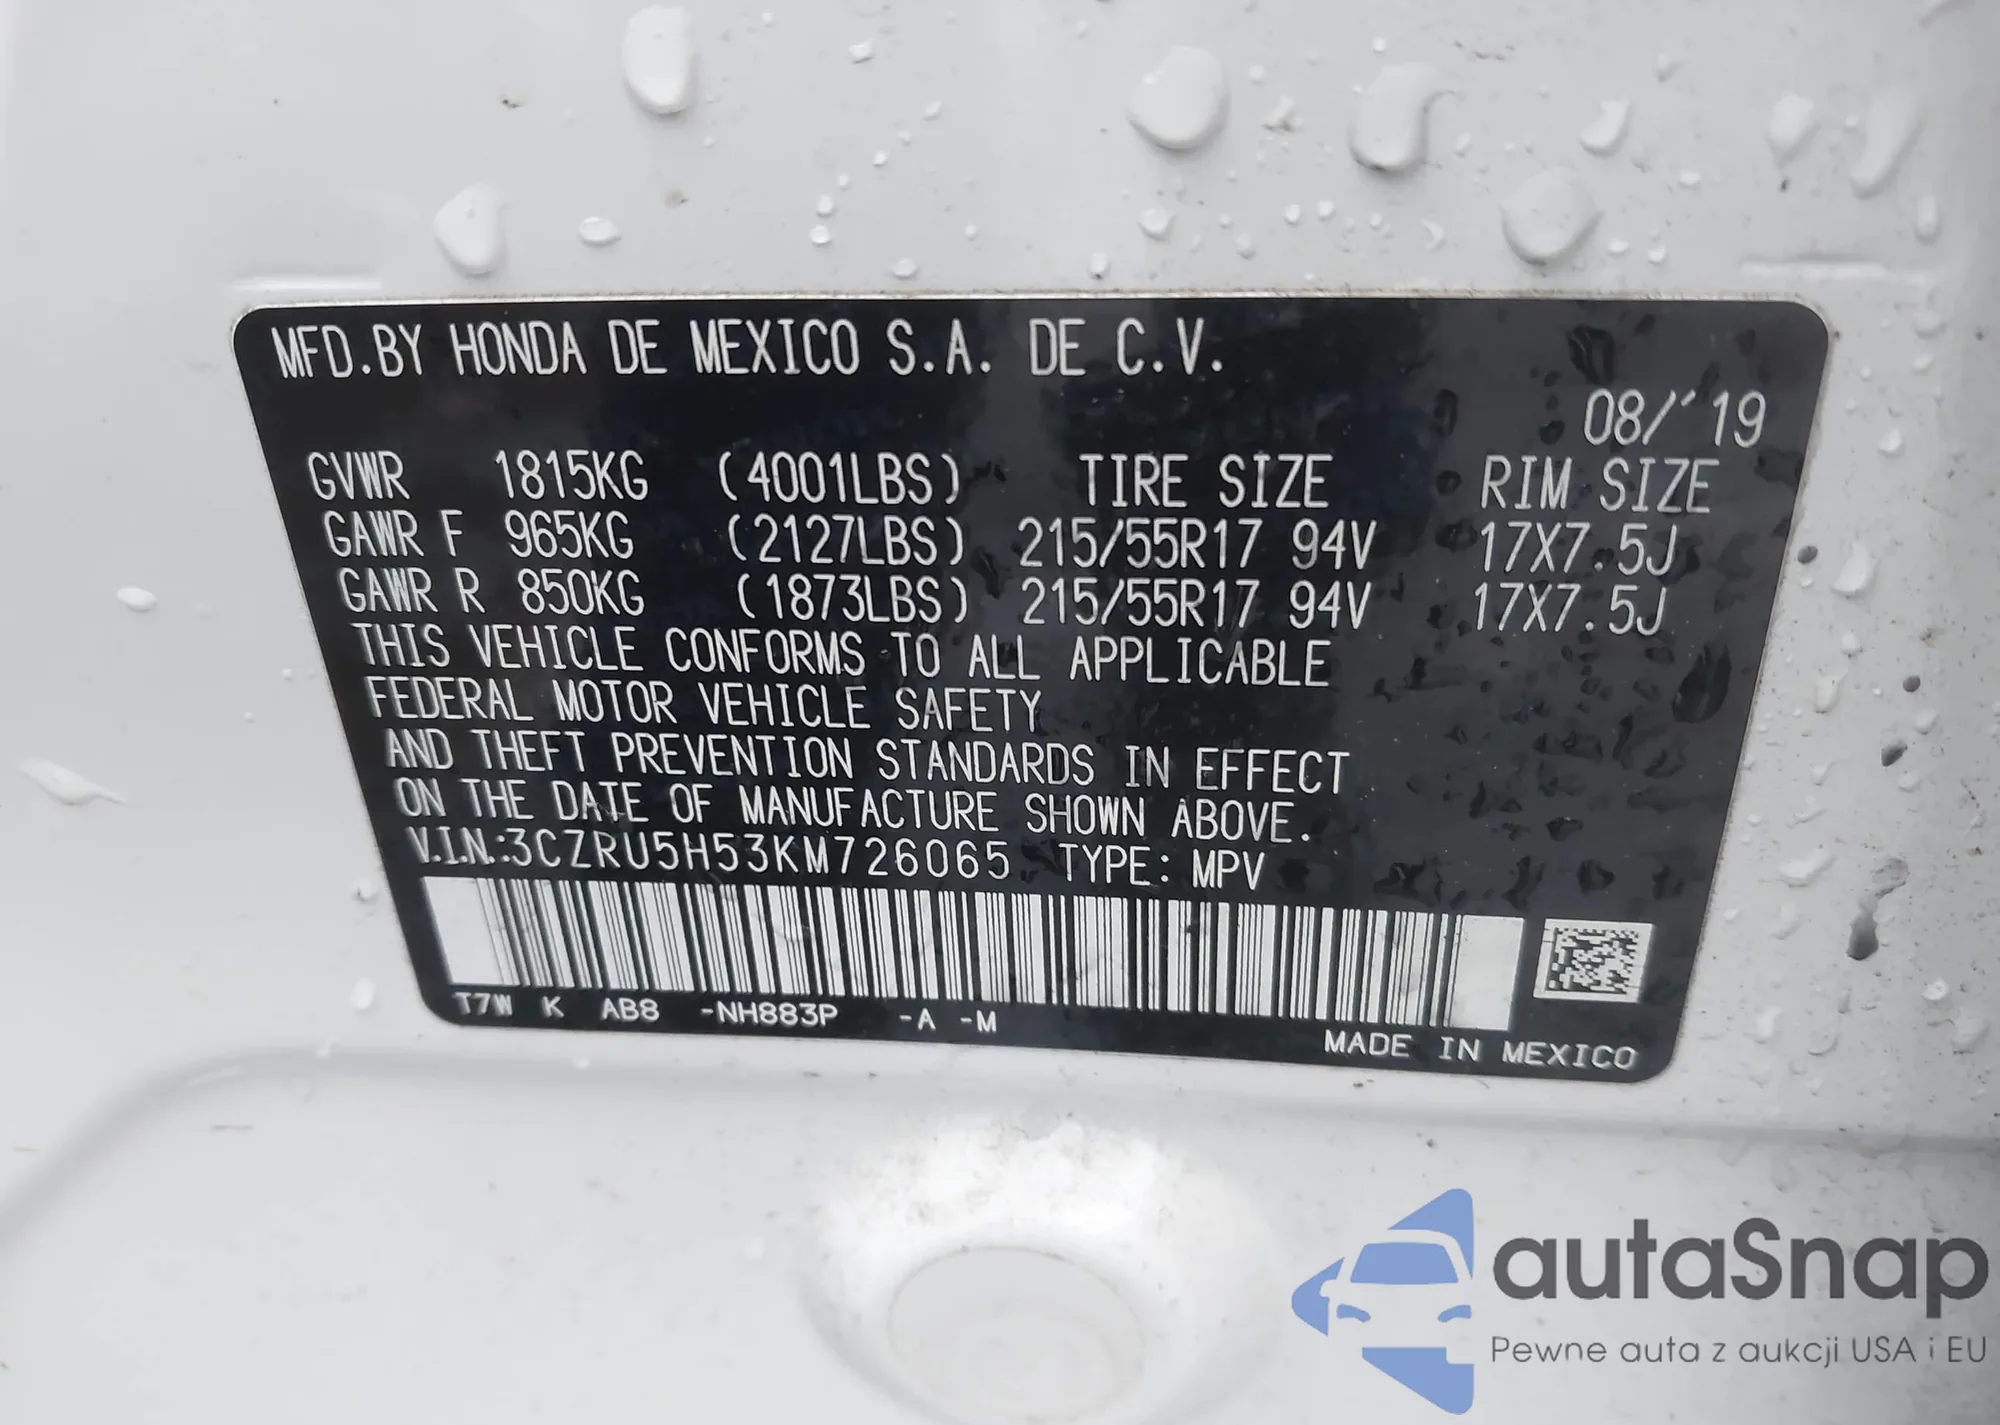 MFD.BY HONDA DE MEXICO S.A. DE C.V.
08/'19
GVWR 1815KG (4001LBS) TIRE SIZE RIM SIZE
GAWR F 965KG (2127LBS) 215/55R17 94V 17X7.5J
GAWR R 850KG (1873LBS) 215/55R17 94V 17X7.5J
THIS VEHICLE CONFORMS TO ALL APPLICABLE
FEDERAL MOTOR VEHICLE SAFETY
AND THEFT PREVENTION STANDARDS IN EFFECT
ON THE DATE OF MANUFACTURE SHOWN ABOVE.
V.I.N.:3CZRU5H53KM726065 TYPE: MPV
T7W K AB8 -NH883P -A -M
MADE IN MEXICO
autaSnap
Pewne auta z aukcji USA i EU